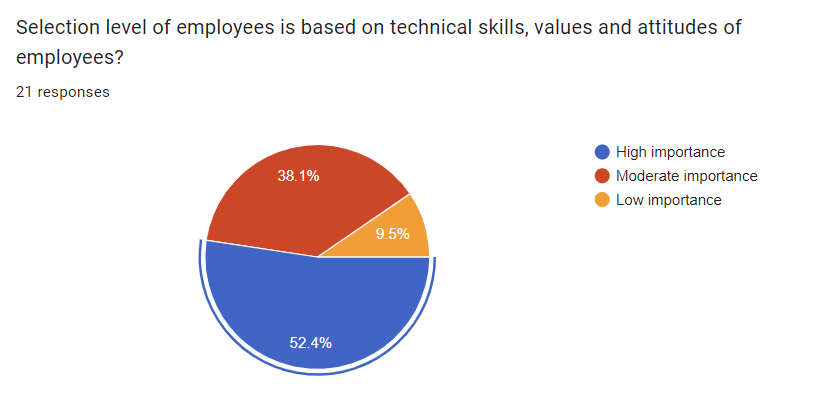 Selection level of employees is based on technical skills, values and attitudes of
employees?
21 responses
38.1%
9.5%
52.4%
High importance
Moderate importance
Low importance